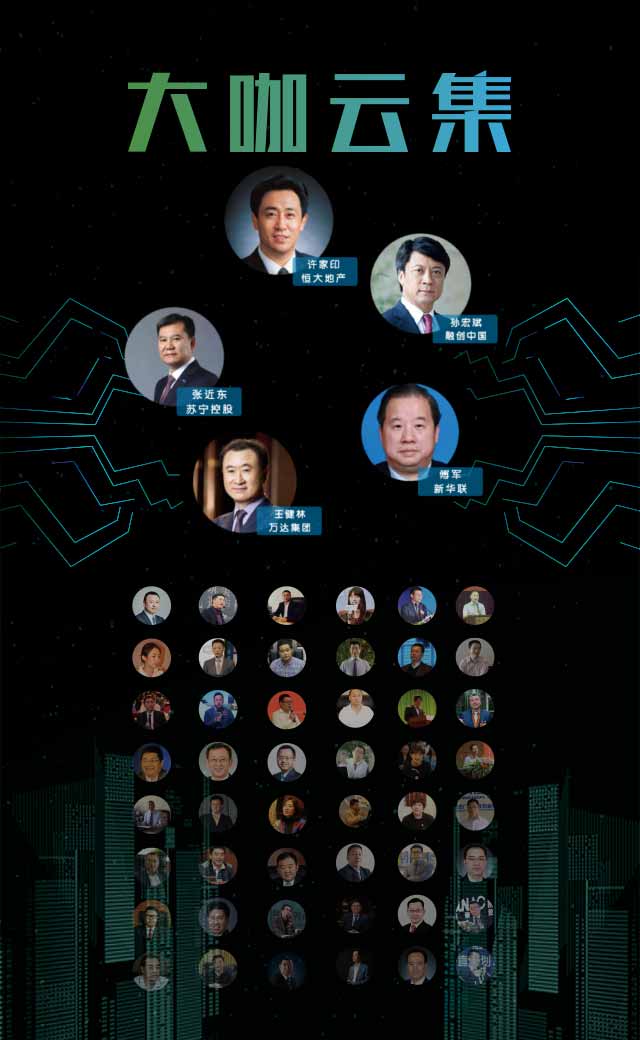 大咖云集
许家印
恒大地产
孙宏斌
融创中国
张近东
苏宁控股
傅军
新华联
王健林
万达集团